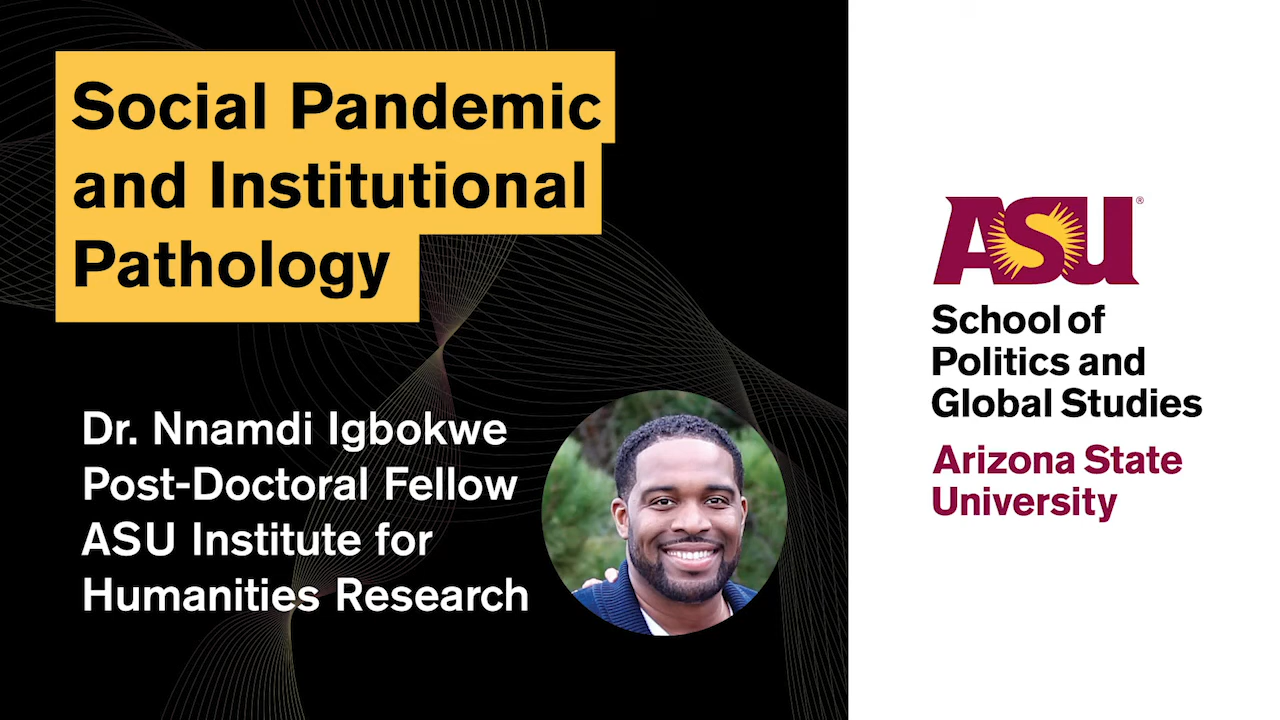 Social Pandemic
and Institutional
Pathology
Dr. Nnamdi Igbokwe
Post-Doctoral Fellow
ASU Institute for
Humanities Research
ASU®
School of
Politics and
Global Studies
Arizona State
University